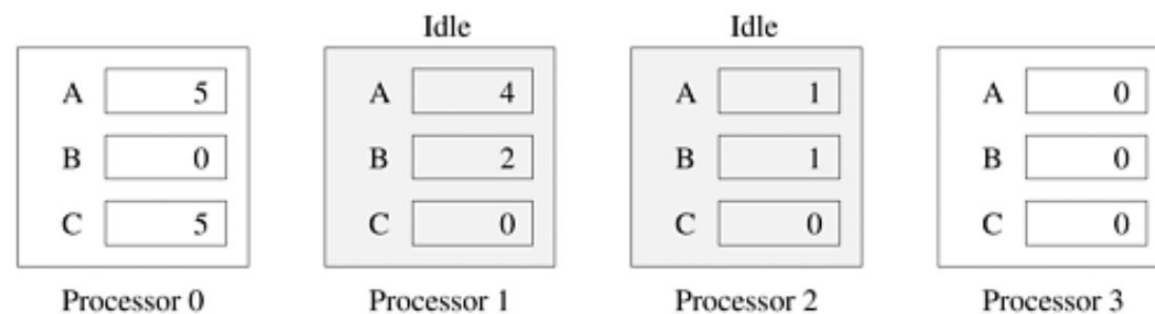 Idle Idle
A 5 A 4 A 1 A 0
B 0 B 2 B 1 B 0
C 5 C 0 C 0 C 0
Processor 0 Processor 1 Processor 2 Processor 3